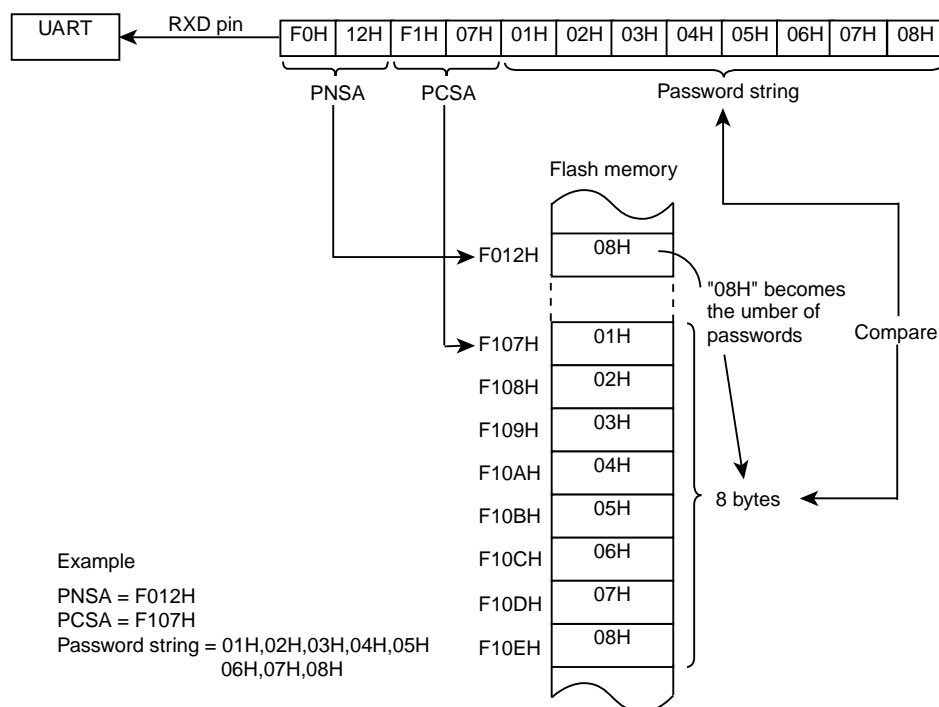 UART
RXD pin
F0H 12H F1H 07H 01H 02H 03H 04H 05H 06H 07H 08H
PNSA
PCSA
Password string
Flash memory
F012H
08H
"08H" becomes
the umber of
passwords
Compare
F107H
01H
F108H
02H
F109H
03H
F10AH
04H
F10BH
05H
8 bytes
F10CH
06H
F10DH
07H
F10EH
08H
Example
PNSA = F012H
PCSA = F107H
Password string = 01H,02H,03H,04H,05H
06H,07H,08H